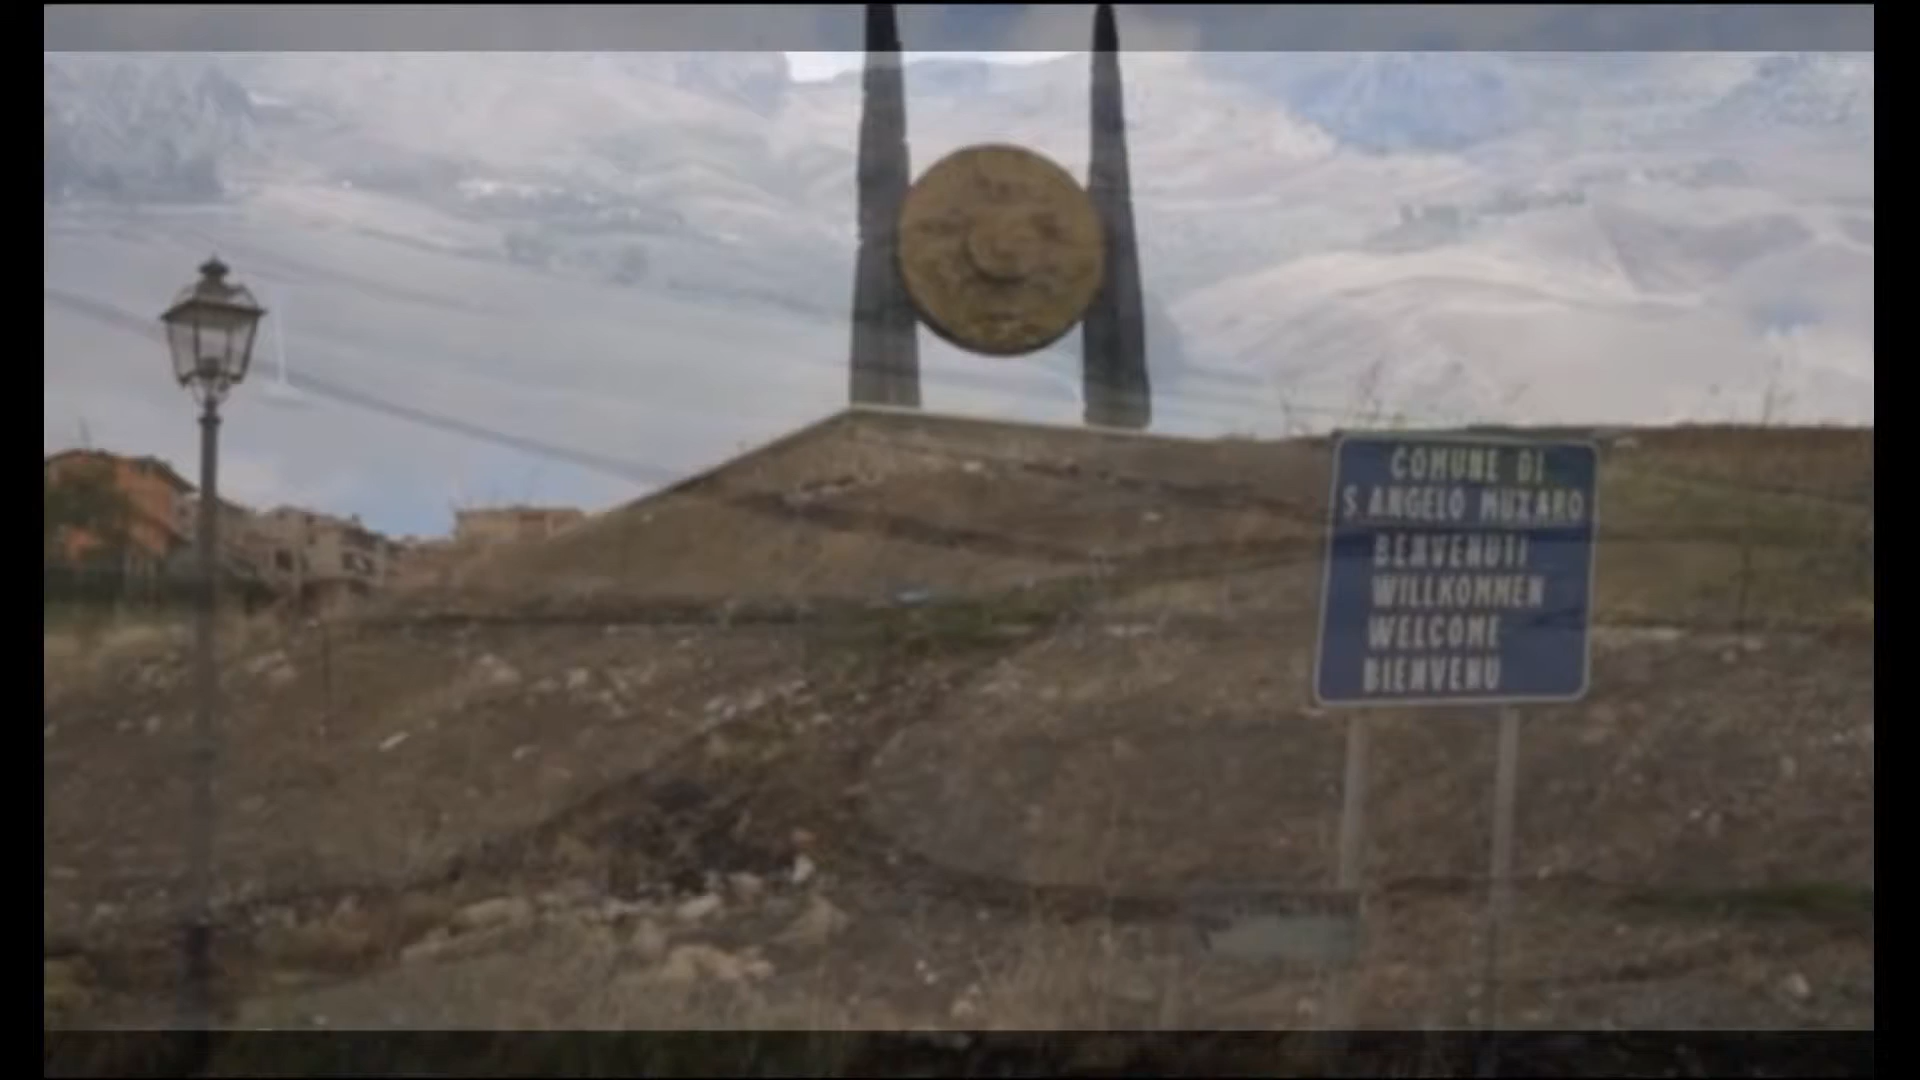 COMUNE DI
S. ANGELO MUXARO
BENVENUTI
WILLKOMMEN
WELCOME
BIENVENU